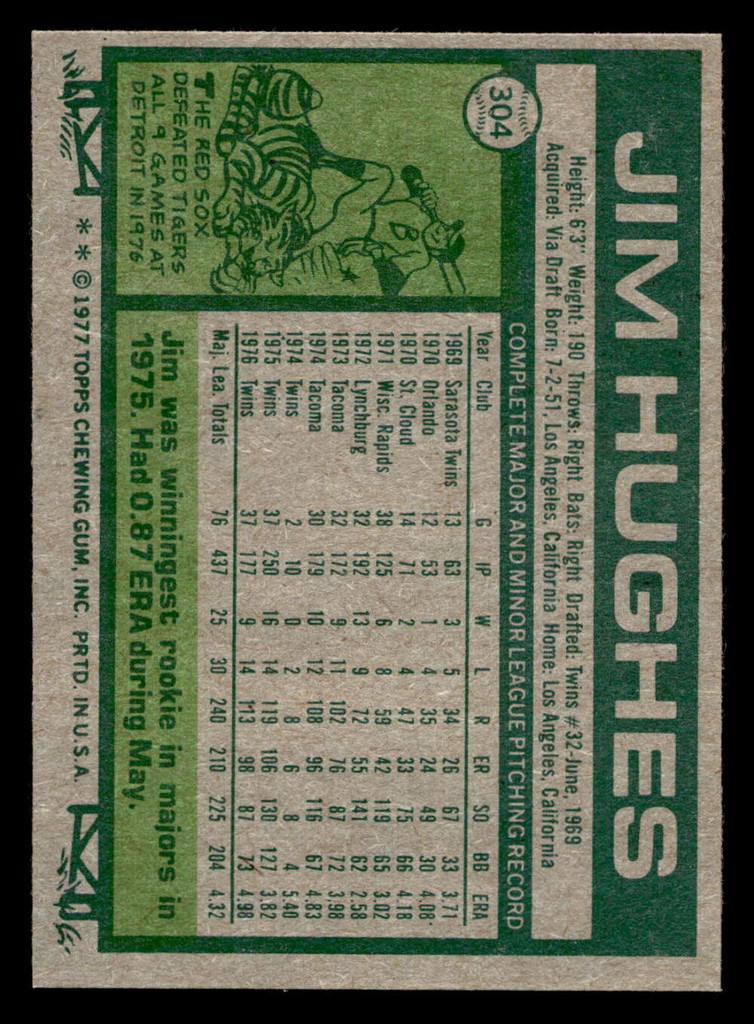 JIM HUGHES
304
Height: 6'3" Weight: 190 Throws: Right Bats: Right Drafted: Twins #32-June, 1969
Acquired: Via Draft Born: 7-2-51, Los Angeles, California Home: Los Angeles, California
COMPLETE MAJOR AND MINOR LEAGUE PITCHING RECORD
Year Club G IP W L R ER SO BB ERA
1969 Sarasota Twins 13 63 3 5 34 26 67 33 3.71
1970 Orlando 12 53 1 4 35 24 49 30 4.08
1970 St. Cloud 14 71 2 4 47 33 75 66 4.18
1971 Wisc. Rapids 38 125 6 8 59 42 119 65 3.02
1972 Lynchburg 32 192 13 9 72 55 141 62 2.58
1973 Tacoma 32 172 9 11 102 76 87 72 3.98
1974 Tacoma 30 179 10 12 108 96 116 67 4.83
1974 Twins 2 10 0 2 8 6 8 4 5.40
1975 Twins 37 250 16 14 119 106 130 127 3.82
1976 Twins 37 177 9 14 113 98 87 73 4.98
Maj. Lea. Totals 76 437 25 30 240 210 225 204 4.32
B
THE RED SOX
DEFEATED TIGERS
ALL 9 GAMES AT
DETROIT IN 1976
Jim was winningest rookie in majors in
1975. Had 0.87 ERA during May.
* * © 1977 TOPPS CHEWING GUM, INC. PRTD. IN U.S.A.